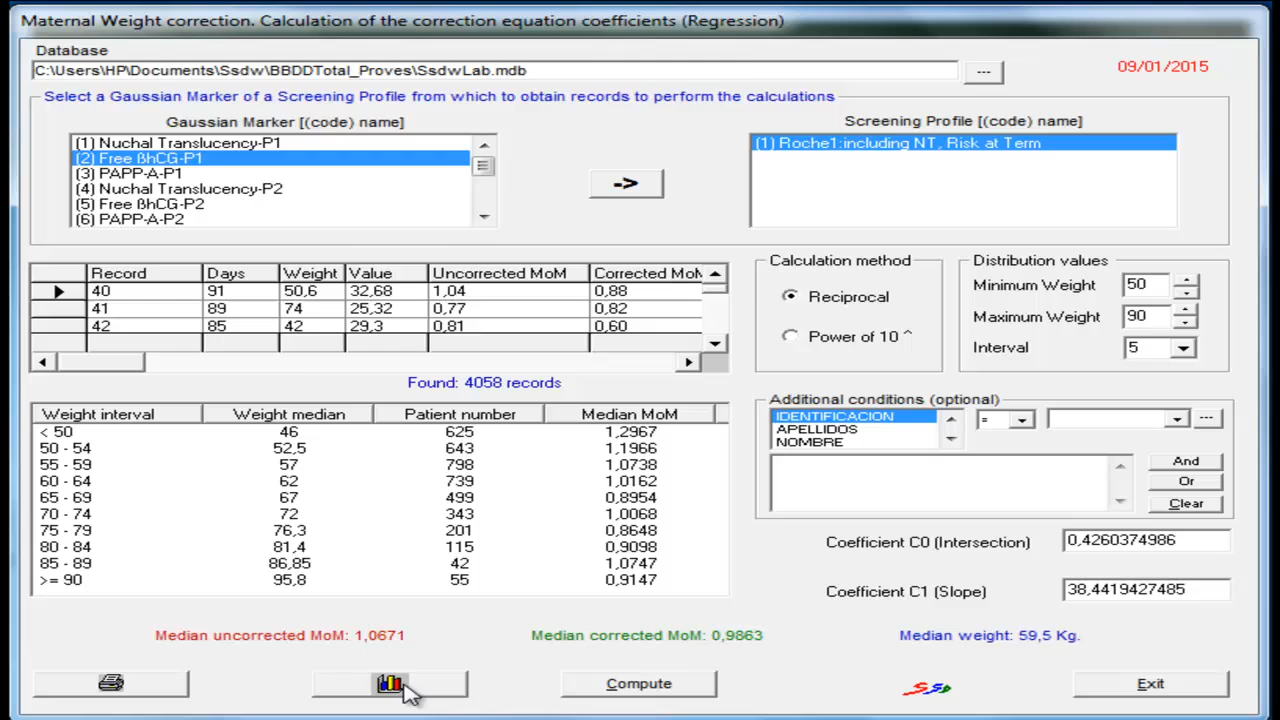 Maternal Weight correction. Calculation of the correction equation coefficients (Regression)
Database
C:\Users\HP\Documents\Ssdw\BBDDTotal_Proves\SsdwLab.mdb
...
09/01/2015
Select a Gaussian Marker of a Screening Profile from which to obtain records to perform the calculations
Gaussian Marker [(code) name]
Screening Profile [(code) name]
(1) Nuchal Translucency-P1
(2) Free ßhCG-P1
(3) PAPP-A-P1
(4) Nuchal Translucency-P2
(5) Free ßhCG-P2
(6) PAPP-A-P2
->
(1) Roche1:including NT, Risk at Term
Record Days Weight Value Uncorrected MoM Corrected MoM
40 91 50,6 32,68 1,04 0,88
41 89 74 25,32 0,77 0,82
42 85 42 29,3 0,81 0,60
Found: 4058 records
Calculation method
Reciprocal
Power of 10 ^
Distribution values
Minimum Weight 50
Maximum Weight 90
Interval 5
Weight interval Weight median Patient number Median MoM
< 50 46 625 1,2967
50 - 54 52,5 643 1,1966
55 - 59 57 798 1,0738
60 - 64 62 739 1,0162
65 - 69 67 499 0,8954
70 - 74 72 343 1,0068
75 - 79 76,3 201 0,8648
80 - 84 81,4 115 0,9098
85 - 89 86,85 42 1,0747
>= 90 95,8 55 0,9147
Additional conditions (optional)
IDENTIFICACION
APELLIDOS
NOMBRE
=
...
And
Or
Clear
Coefficient C0 (Intersection) 0,4260374986
Coefficient C1 (Slope) 38,4419427485
Median uncorrected MoM: 1,0671
Median corrected MoM: 0,9863
Median weight: 59,5 Kg.
Compute
SSD
Exit